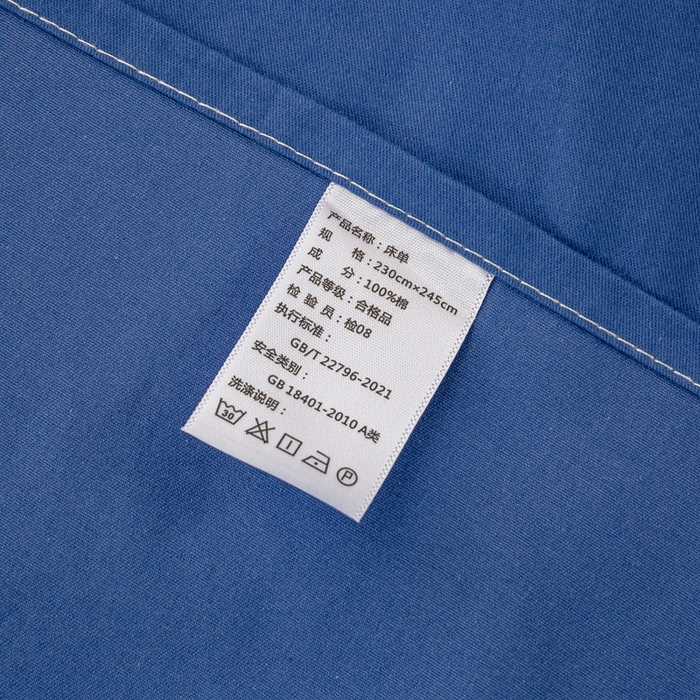 产品名称：床单
规 格：230cm×245cm
成 分：100%棉
产品等级：合格品
检 验 员：检08
执行标准：
GB/T 22796-2021
安全类别：
GB 18401-2010 A类
洗涤说明：
30 P